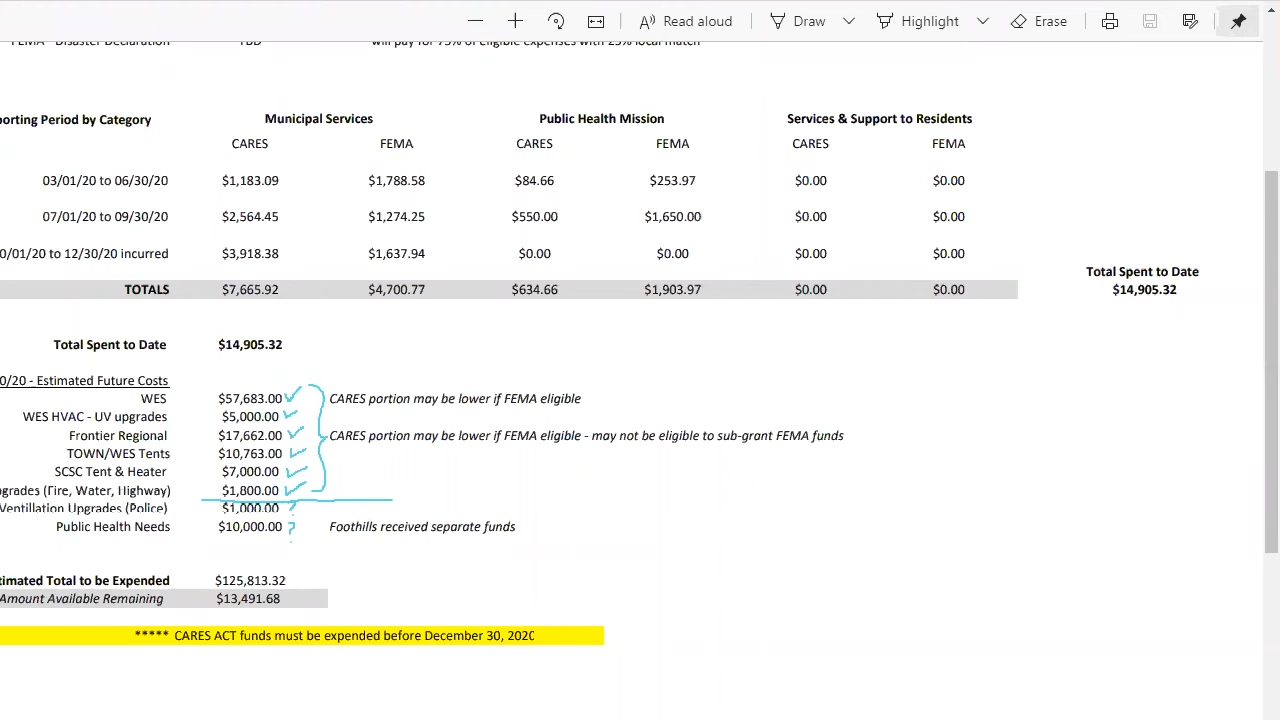 Read aloud Draw Highlight Erase
FEMA - Disaster Declaration TBD will pay for 75% of eligible expenses with 25% local match
orting Period by Category Municipal Services Public Health Mission Services & Support to Residents
CARES FEMA CARES FEMA CARES FEMA
03/01/20 to 06/30/20 $1,183.09 $1,788.58 $84.66 $253.97 $0.00 $0.00
07/01/20 to 09/30/20 $2,564.45 $1,274.25 $550.00 $1,650.00 $0.00 $0.00
0/01/20 to 12/30/20 incurred $3,918.38 $1,637.94 $0.00 $0.00 $0.00 $0.00
Total Spent to Date
TOTALS $7,665.92 $4,700.77 $634.66 $1,903.97 $0.00 $0.00 $14,905.32
Total Spent to Date $14,905.32
0/20 - Estimated Future Costs
WES $57,683.00 CARES portion may be lower if FEMA eligible
WES HVAC - UV upgrades $5,000.00
Frontier Regional $17,662.00 CARES portion may be lower if FEMA eligible - may not be eligible to sub-grant FEMA funds
TOWN/WES Tents $10,763.00
SCSC Tent & Heater $7,000.00
grades (Fire, Water, Highway) $1,800.00
Ventillation Upgrades (Police) $1,000.00 ?
Public Health Needs $10,000.00 ? Foothills received separate funds
timated Total to be Expended $125,813.32
Amount Available Remaining $13,491.68
***** CARES ACT funds must be expended before December 30, 2020